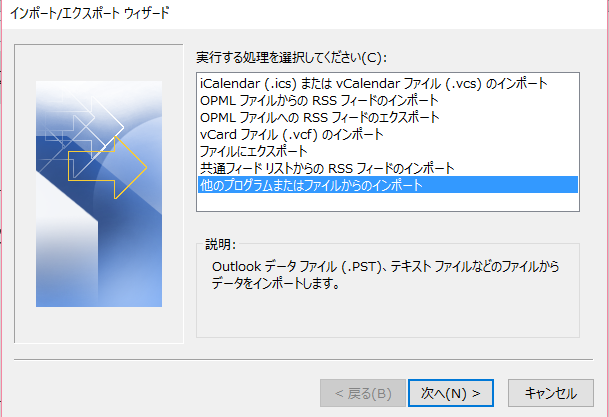 インポート/エクスポート ウィザード
実行する処理を選択してください(C):
iCalendar (.ics) または vCalendar ファイル (.vcs) のインポート
OPML ファイルからの RSS フィードのインポート
OPML ファイルへの RSS フィードのエクスポート
vCard ファイル (.vcf) のインポート
ファイルにエクスポート
共通フィード リストからの RSS フィードのインポート
他のプログラムまたはファイルからのインポート
説明:
Outlook データ ファイル (.PST)、テキスト ファイルなどのファイルから
データをインポートします。
< 戻る(B)
次へ(N) >
キャンセル